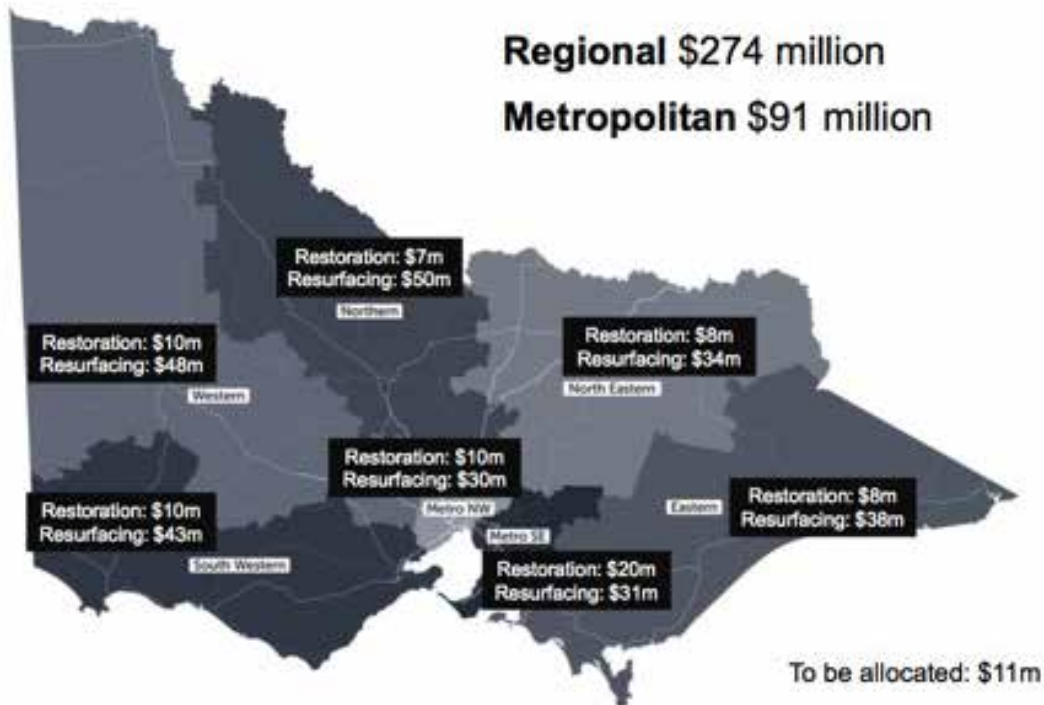 Regional $274 million
Metropolitan $91 million
Restoration: $7m
Resurfacing: $50m
Northern
Restoration: $10m
Resurfacing: $48m
Western
Restoration: $8m
Resurfacing: $34m
North Eastern
Restoration: $10m
Resurfacing: $30m
Metro NW
Restoration: $10m
Resurfacing: $43m
South Western
Restoration: $8m
Resurfacing: $38m
Eastern
Metro SE
Restoration: $20m
Resurfacing: $31m
To be allocated: $11m